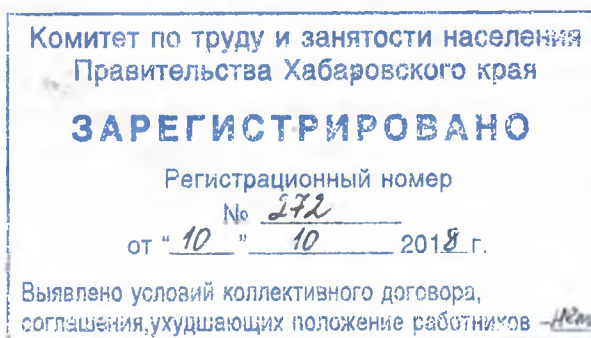 Комитет по труду и занятости населения
Правительства Хабаровского края
ЗАРЕГИСТРИРОВАНО
Регистрационный номер
№ 272
от "10" 10 2018 г.
Выявлено условий коллективного договора,
соглашения,ухудшающих положение работников - нет